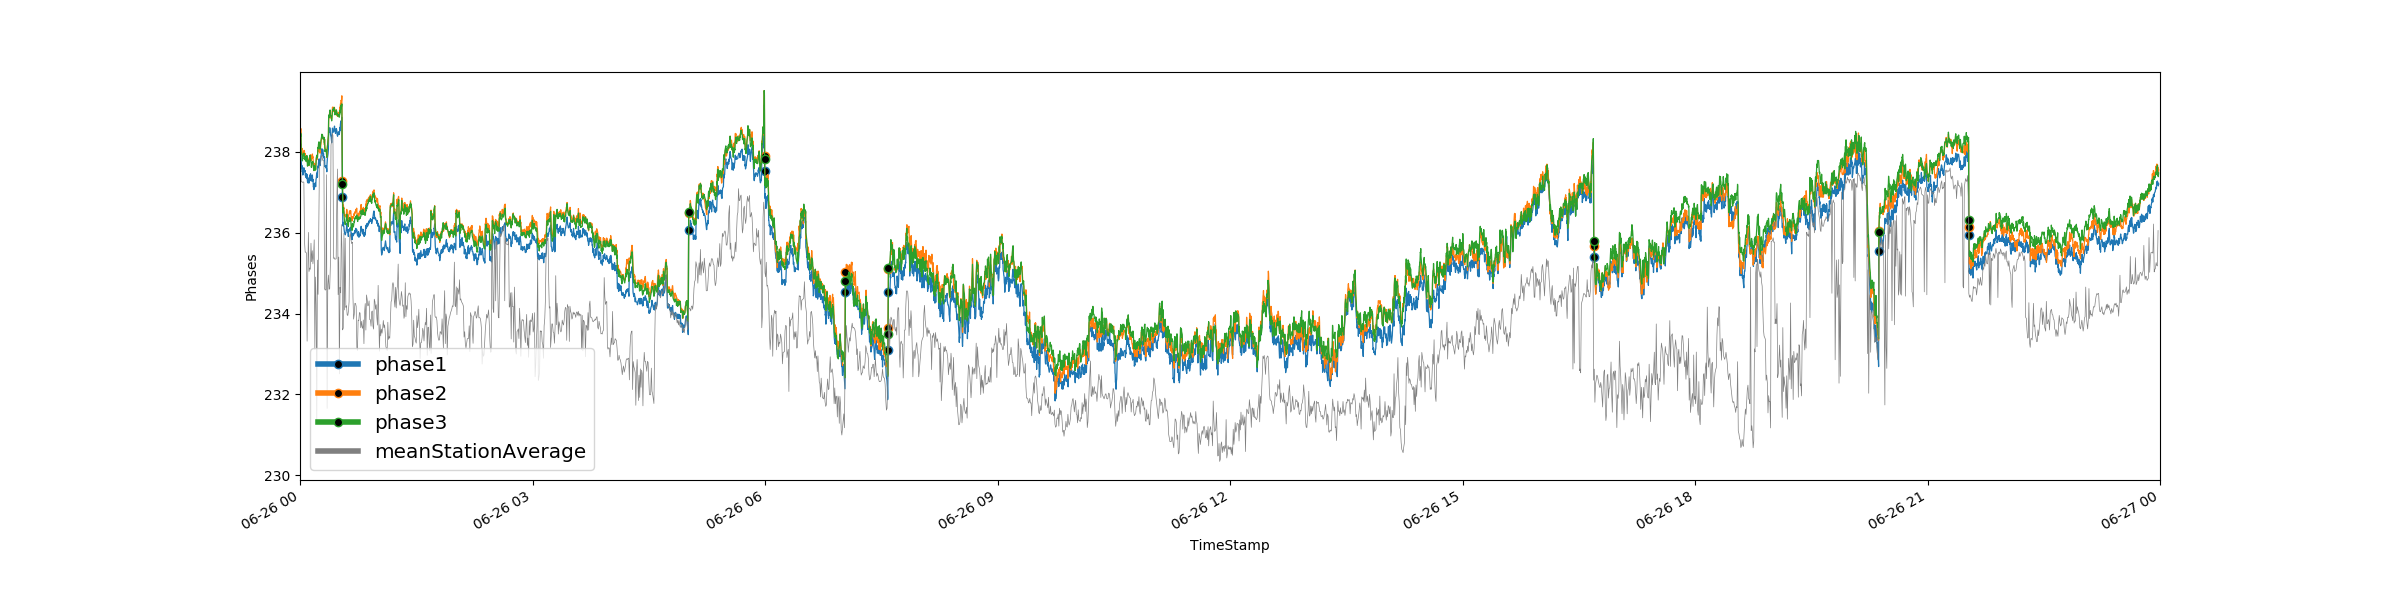 238
236
234
232
230
Phases
phase1
phase2
phase3
meanStationAverage
06-26 00
06-26 03
06-26 06
06-26 09
06-26 12
06-26 15
06-26 18
06-26 21
06-27 00
TimeStamp